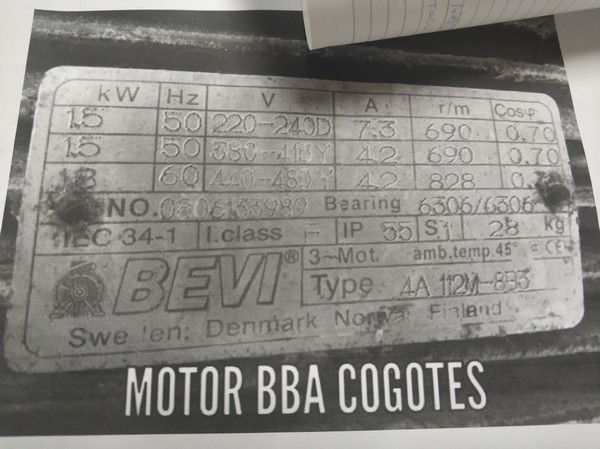 kW Hz V A r/m Cosφ
1.5 50 220-240D 7.3 690 0.70
1.5 50 380-415Y 4.2 690 0.70
60 440-480Y 4.2 828
NO. Bearing 6306/6306
IEC 34-1 I.class F IP 55 S1 28 kg
BEVI® 3~Mot. amb.temp.45° CE
Type 4A 112M-8B3
Denmark Finland
MOTOR BBA COGOTES